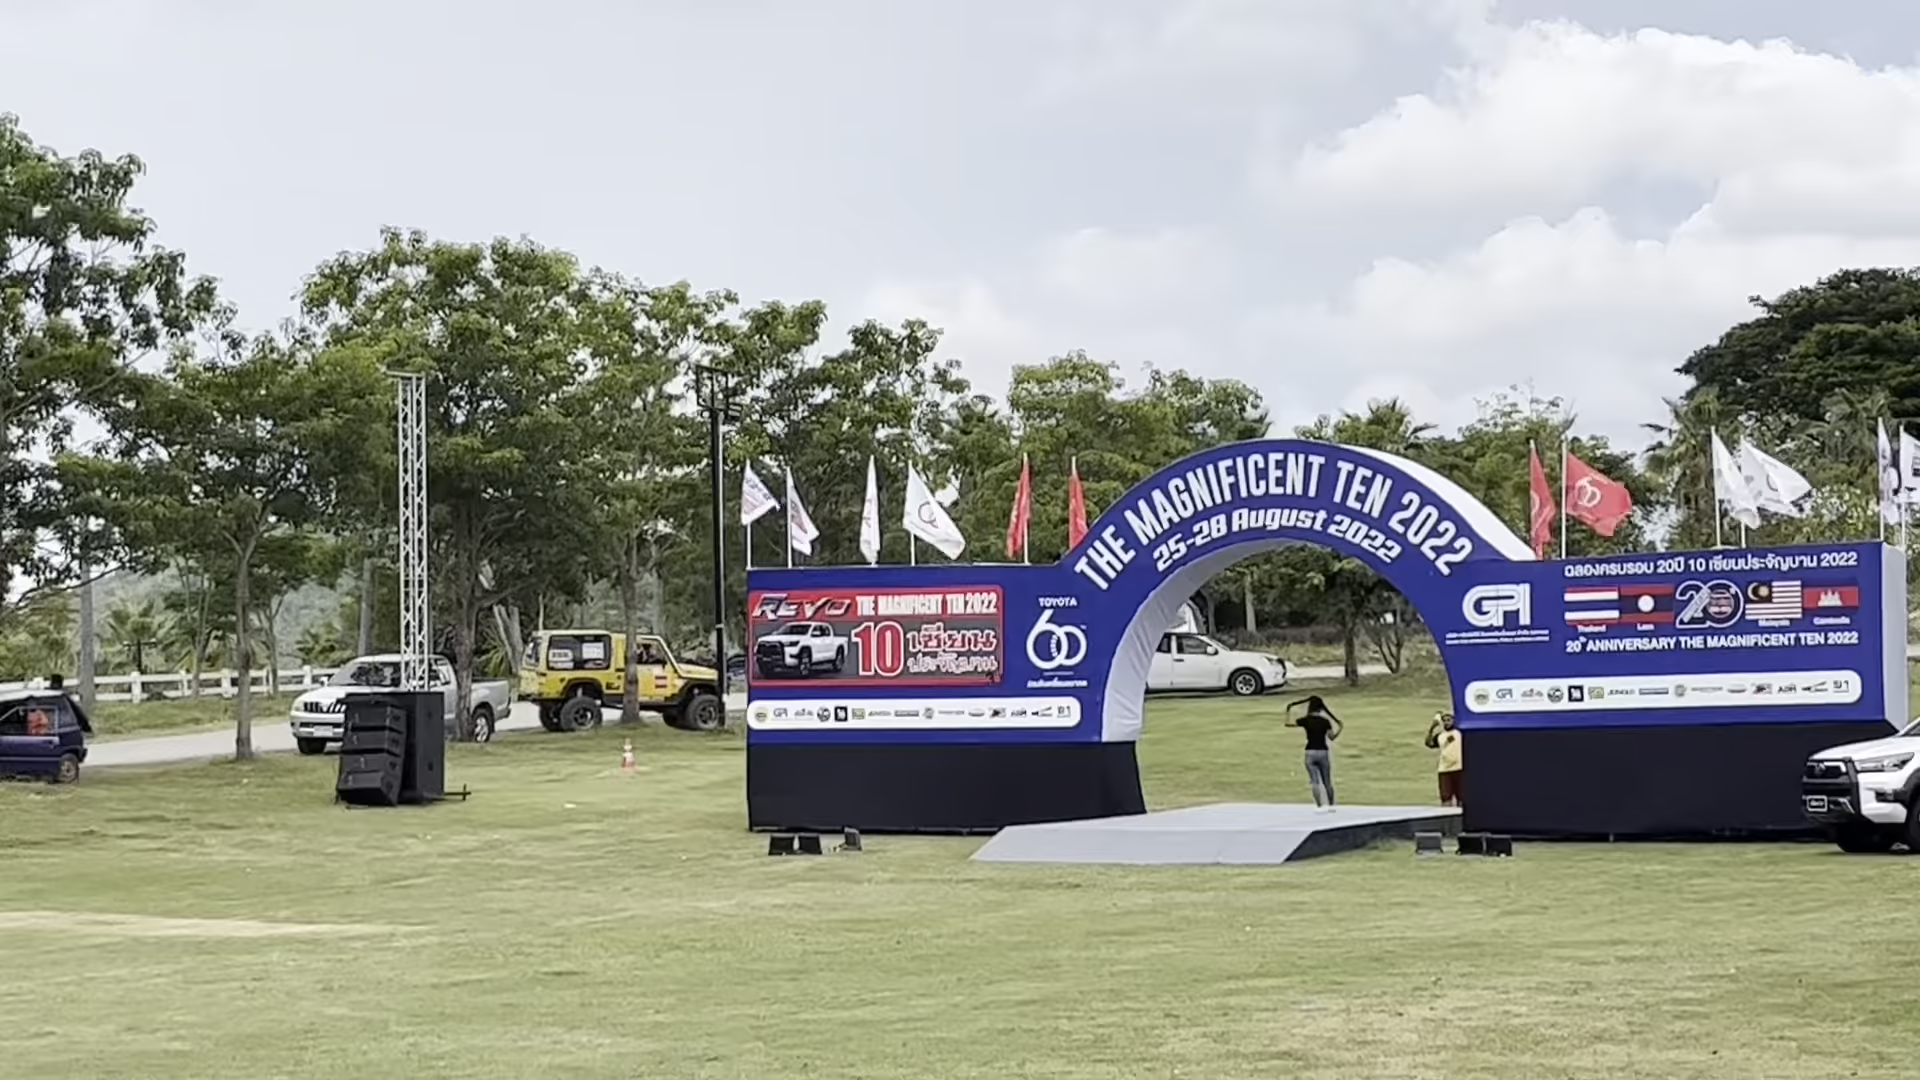 THE MAGNIFICENT TEN 2022
25-28 August 2022
REVO THE MAGNIFICENT TEN 2022
10 เซียน
ประจัญบาน
TOYOTA
60
GPI
ฉลองครบรอบ 20ปี 10 เซียนประจัญบาน 2022
20
Thailand Laos Malaysia Cambodia
20th ANNIVERSARY THE MAGNIFICENT TEN 2022
60